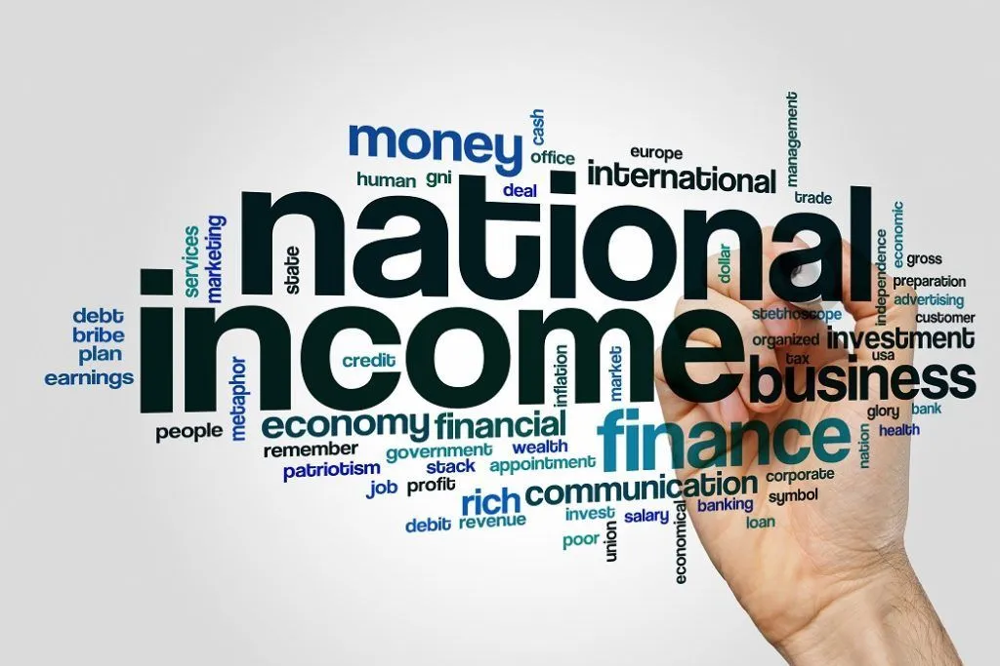 management
cash
money
office
europe
human
gni
deal
international
trade
national
services
marketing
state
dollar
economic
independence
gross
preparation
advertising
income
debt
bribe
plan
earnings
stethoscope
customer
organized
investment
credit
inflation
market
metaphor
tax
usa
business
people
economy
financial
finance
glory
bank
nation
health
remember
government
wealth
patriotism
stack
appointment
job
profit
rich
communication
corporate
symbol
debit
revenue
invest
salary
economical
banking
loan
poor
union